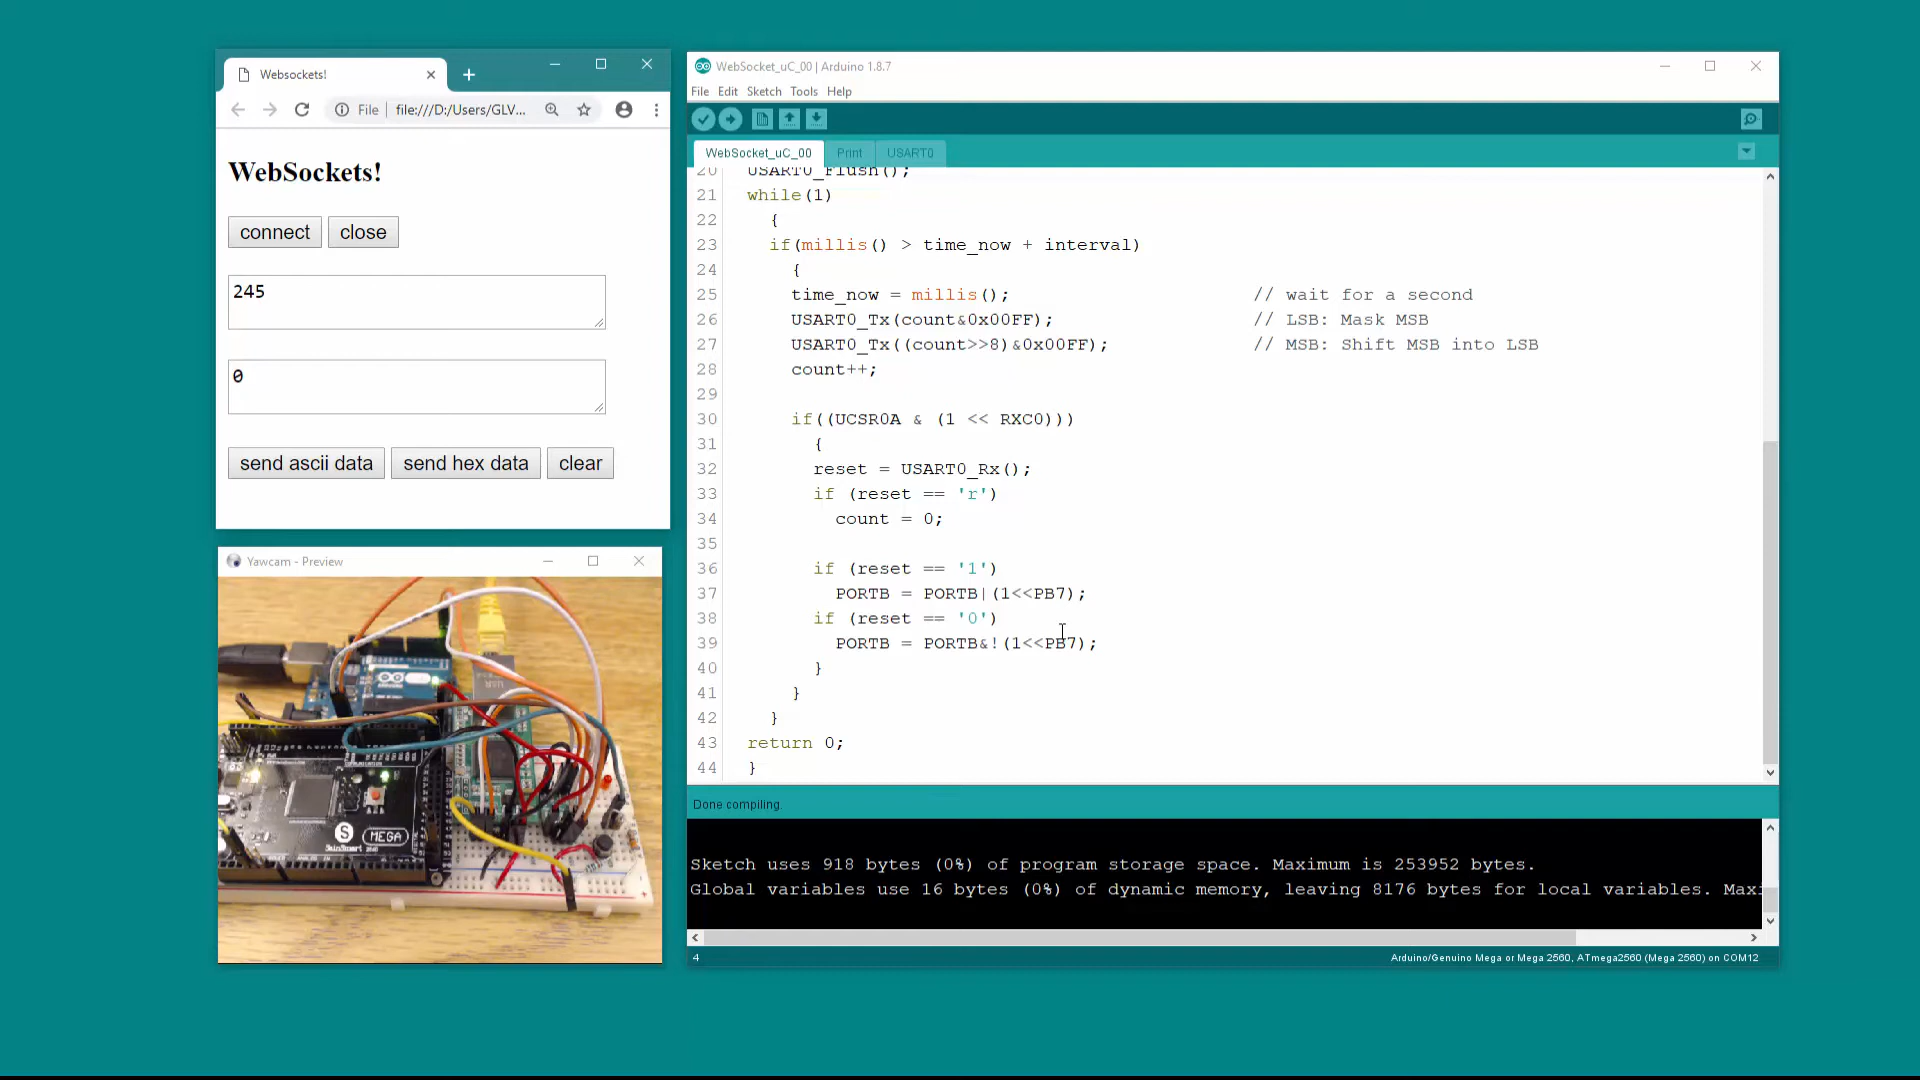 Websockets!
File
file:///D:/Users/GLV...
WebSockets!
connect close
245
0
send ascii data send hex data clear
Yawcam - Preview
MEGA
WebSocket_uC_00 | Arduino 1.8.7
File Edit Sketch Tools Help
WebSocket_uC_00 Print USART0
20 USART0_Flush();
21 while(1)
22 {
23 if(millis() > time_now + interval)
24 {
25 time_now = millis(); // wait for a second
26 USART0_Tx(count&0x00FF); // LSB: Mask MSB
27 USART0_Tx((count>>8)&0x00FF); // MSB: Shift MSB into LSB
28 count++;
29
30 if((UCSR0A & (1 << RXC0)))
31 {
32 reset = USART0_Rx();
33 if (reset == 'r')
34 count = 0;
35
36 if (reset == '1')
37 PORTB = PORTB|(1<<PB7);
38 if (reset == '0')
39 PORTB = PORTB&!(1<<PB7);
40 }
41 }
42 }
43 return 0;
44 }
Done compiling.
Sketch uses 918 bytes (0%) of program storage space. Maximum is 253952 bytes.
Global variables use 16 bytes (0%) of dynamic memory, leaving 8176 bytes for local variables.
4
Arduino/Genuino Mega or Mega 2560, ATmega2560 (Mega 2560) on COM12